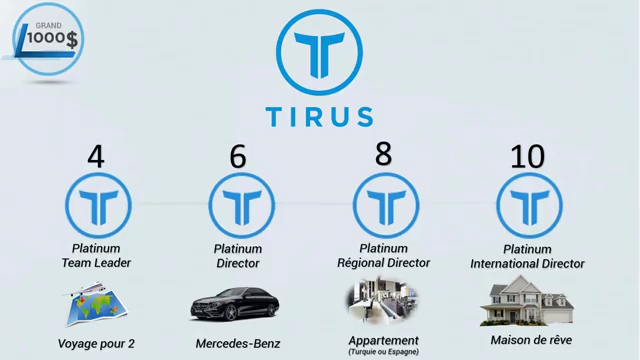 GRAND
1000$
TIRUS
4
6
8
10
Platinum
Team Leader
Platinum
Director
Platinum
Régional Director
Platinum
International Director
Voyage pour 2
Mercedes-Benz
Appartement
(Turquie ou Espagne)
Maison de rêve